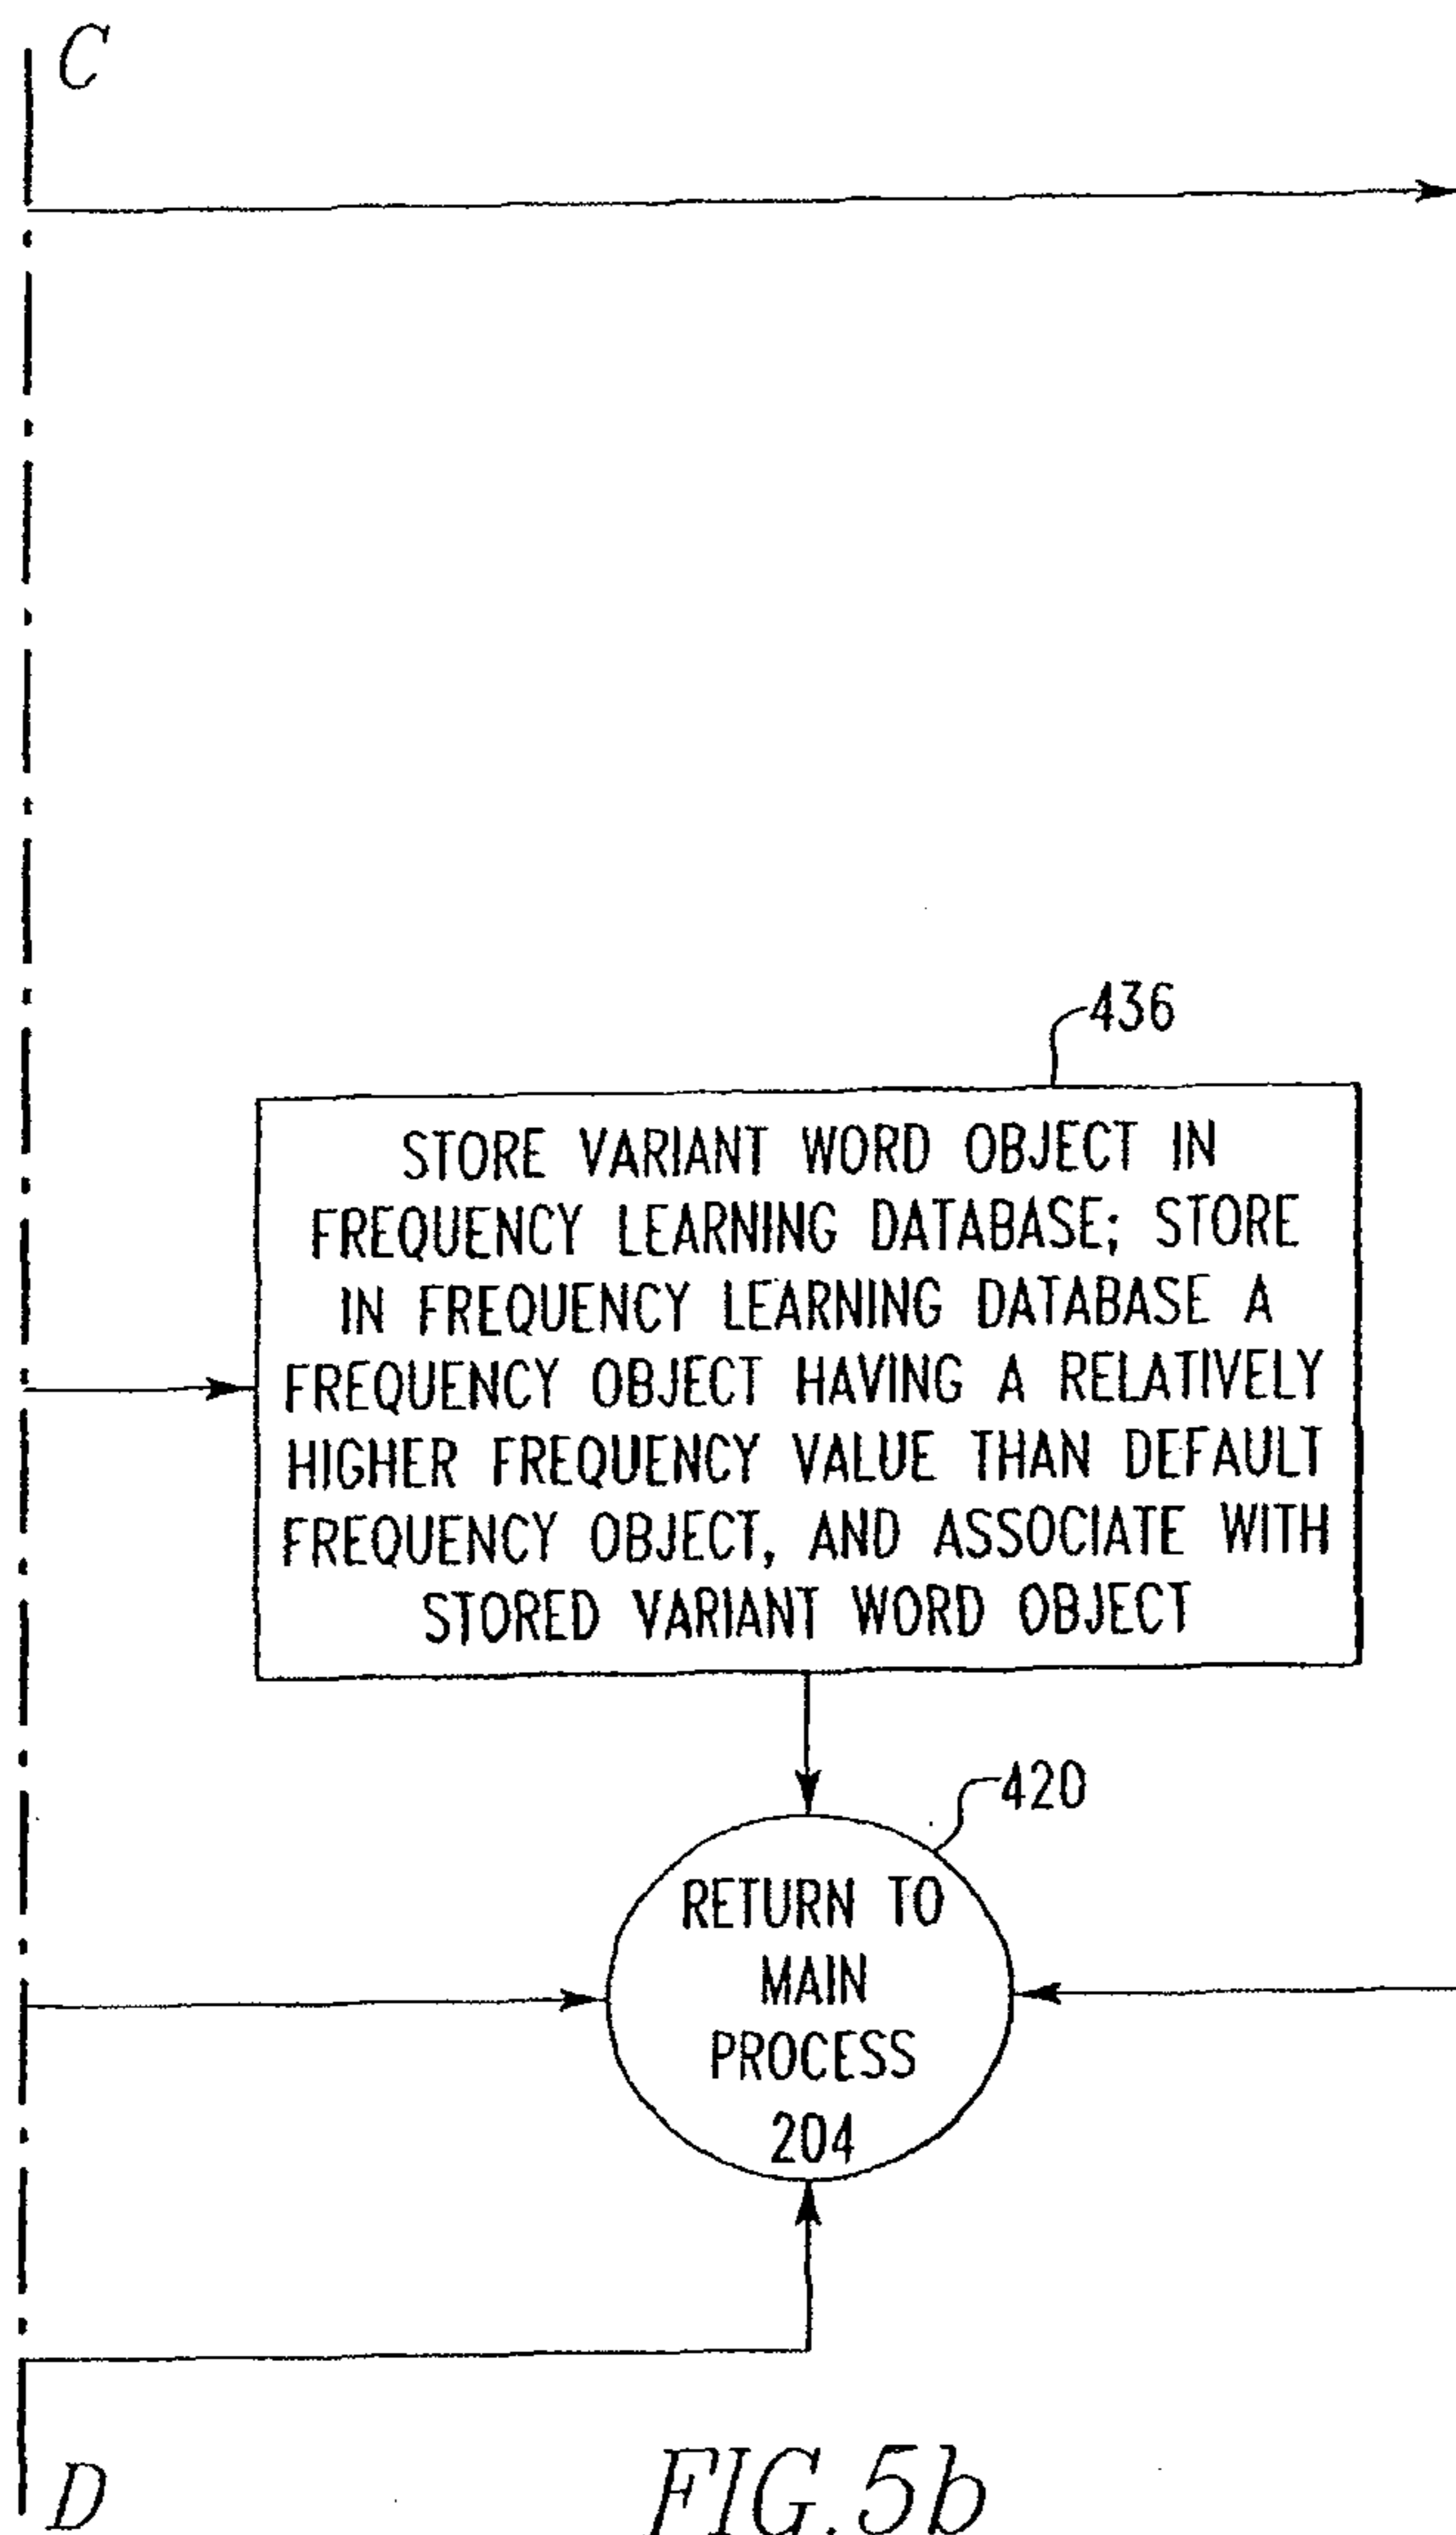 C
436
STORE VARIANT WORD OBJECT IN
FREQUENCY LEARNING DATABASE; STORE
IN FREQUENCY LEARNING DATABASE A
FREQUENCY OBJECT HAVING A RELATIVELY
HIGHER FREQUENCY VALUE THAN DEFAULT
FREQUENCY OBJECT, AND ASSOCIATE WITH
STORED VARIANT WORD OBJECT
420
RETURN TO
MAIN
PROCESS
204
D
FIG. 5b